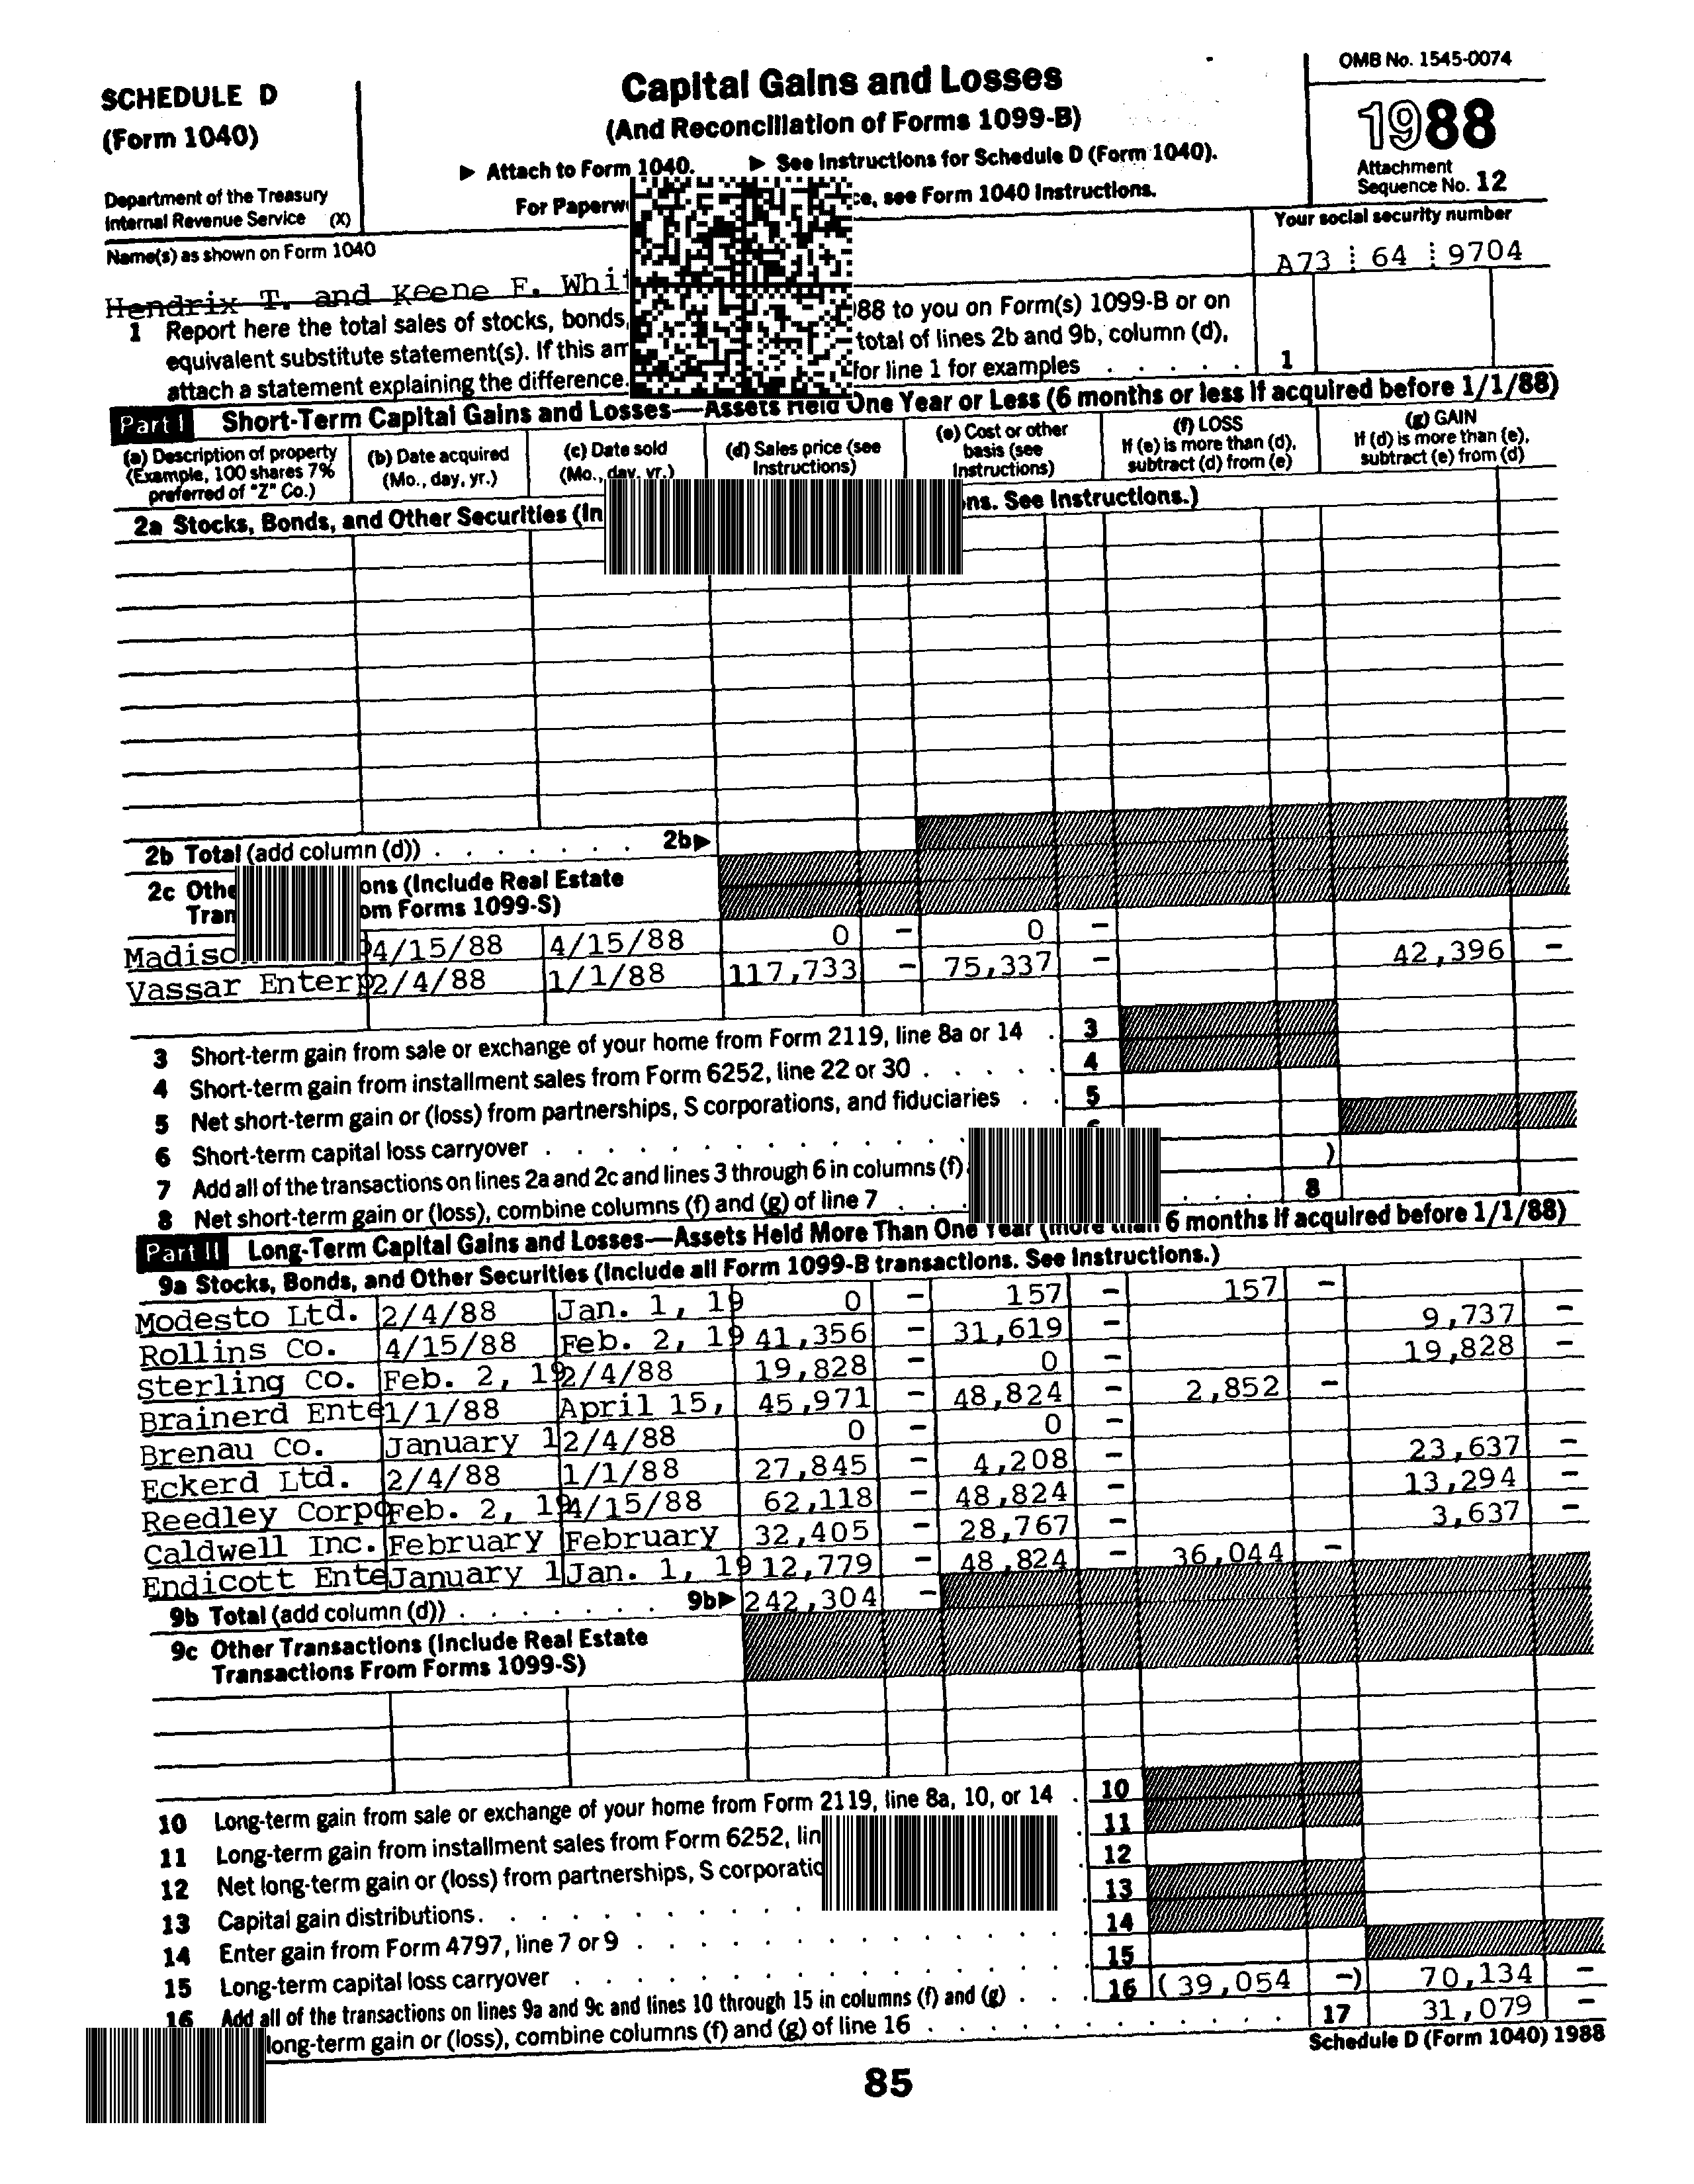 SCHEDULE D
(Form 1040)
Department of the Treasury
Internal Revenue Service (X)
Capital Gains and Losses
(And Reconciliation of Forms 1099-B)
▶ Attach to Form 1040. ▶ See Instructions for Schedule D (Form 1040).
For ce, see Form 1040 Instructions.
OMB No. 1545-0074
1988
Attachment
Sequence No. 12
Name(s) as shown on Form 1040
Your social security number
Hendrix T. and Keene F.
A73 64 9704
1 Report here the total sales of stocks, bonds, 88 to you on Form(s) 1099-B or on
equivalent substitute statement(s). If this total of lines 2b and 9b, column (d),
attach a statement explaining the difference. for line 1 for examples . . . . . 1
Part I Short-Term Capital Gains and Losses—Assets Held One Year or Less (6 months or less if acquired before 1/1/88)
(a) Description of property (Example, 100 shares 7% preferred of "Z" Co.)
(b) Date acquired (Mo., day, yr.)
(c) Date sold (Mo., day, yr.)
(d) Sales price (see Instructions)
(e) Cost or other basis (see Instructions)
(f) LOSS If (e) is more than (d), subtract (d) from (e)
(g) GAIN If (d) is more than (e), subtract (e) from (d)
2a Stocks, Bonds, and Other Securities (In ns. See Instructions.)
2b Total (add column (d)) . . . . . . . 2b▶
2c Othe ons (Include Real Estate
Tran om Forms 1099-S)
Madiso 4/15/88 4/15/88 0 – 0 –
Vassar Enterp 2/4/88 1/1/88 117,733 – 75,337 – 42,396 –
3 Short-term gain from sale or exchange of your home from Form 2119, line 8a or 14 . 3
4 Short-term gain from installment sales from Form 6252, line 22 or 30 . . . . . 4
5 Net short-term gain or (loss) from partnerships, S corporations, and fiduciaries . . 5
6 Short-term capital loss carryover . . . . . . . . . . . .
7 Add all of the transactions on lines 2a and 2c and lines 3 through 6 in columns (f) )
8 Net short-term gain or (loss), combine columns (f) and (g) of line 7 . . . . . . 8
Part II Long-Term Capital Gains and Losses—Assets Held More Than One Year (more than 6 months if acquired before 1/1/88)
9a Stocks, Bonds, and Other Securities (Include all Form 1099-B transactions. See Instructions.)
Modesto Ltd. 2/4/88 Jan. 1, 19 0 – 157 – 157 –
Rollins Co. 4/15/88 Feb. 2, 19 41,356 – 31,619 – 9,737 –
Sterling Co. Feb. 2, 19 2/4/88 19,828 – 0 – 19,828 –
Brainerd Ente 1/1/88 April 15, 45,971 – 48,824 – 2,852 –
Brenau Co. January 1 2/4/88 0 – 0 –
Eckerd Ltd. 2/4/88 1/1/88 27,845 – 4,208 – 23,637 –
Reedley Corpo Feb. 2, 19 4/15/88 62,118 – 48,824 – 13,294 –
Caldwell Inc. February February 32,405 – 28,767 – 3,637 –
Endicott Ente January 1 Jan. 1, 19 12,779 – 48,824 – 36,044 –
9b Total (add column (d)) . . . . . . . 9b▶ 242,304 –
9c Other Transactions (Include Real Estate
Transactions From Forms 1099-S)
10 Long-term gain from sale or exchange of your home from Form 2119, line 8a, 10, or 14 . 10
11 Long-term gain from installment sales from Form 6252, lin . 11
12 Net long-term gain or (loss) from partnerships, S corporatio . 12
13 Capital gain distributions. . . . . . . . . . . . 13
14 Enter gain from Form 4797, line 7 or 9 . . . . . . . . . . . . . . 14
15 Long-term capital loss carryover . . . . . . . . . . . . . . . . 15
16 Add all of the transactions on lines 9a and 9c and lines 10 through 15 in columns (f) and (g) . . . 16 (39,054 –) 70,134 –
long-term gain or (loss), combine columns (f) and (g) of line 16 . . . . . . . . . . . . 17 31,079 –
Schedule D (Form 1040) 1988
85